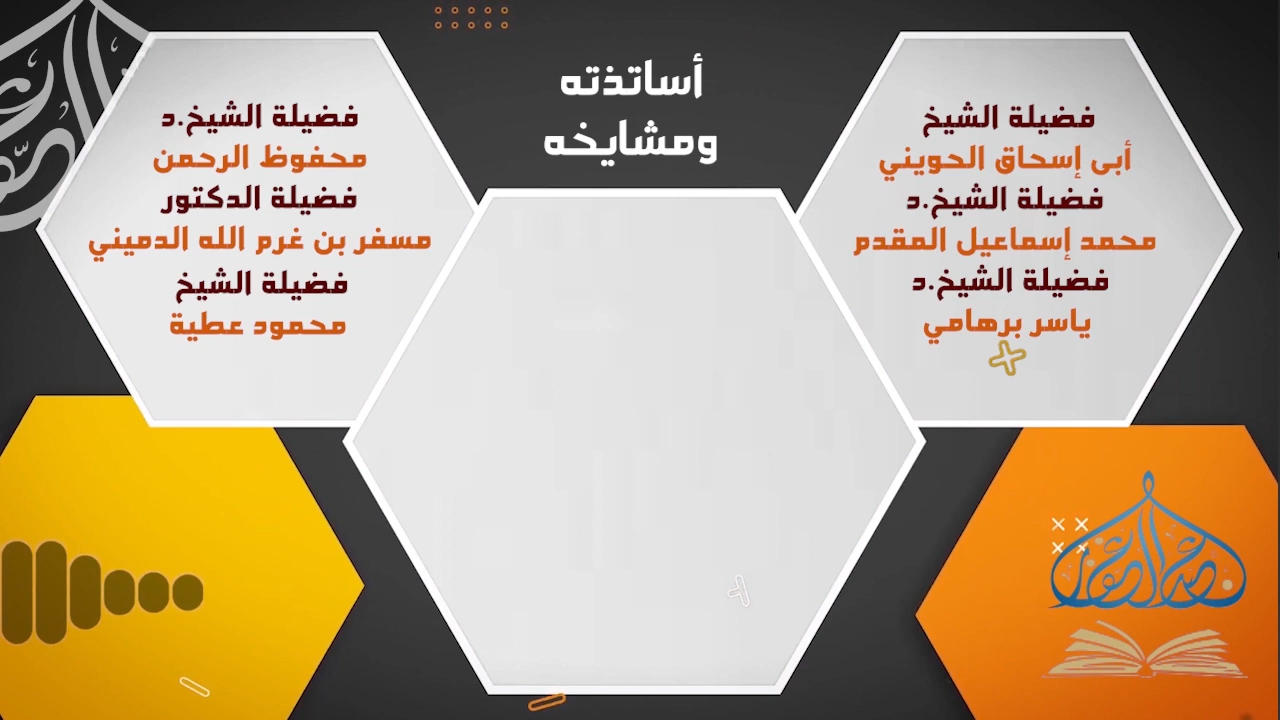 أساتذته
ومشايخه
فضيلة الشيخ
أبى إسحاق الحويني
فضيلة الشيخ.د
محمد إسماعيل المقدم
فضيلة الشيخ.د
ياسر برهامي
فضيلة الشيخ.د
محفوظ الرحمن
فضيلة الدكتور
مسفر بن غرم الله الدميني
فضيلة الشيخ
محمود عطية